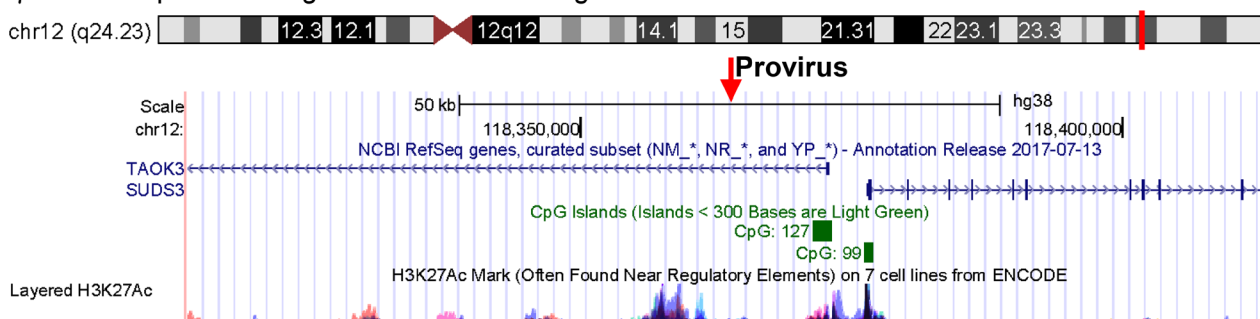 chr12 (q24.23) 12.3 12.1 12q12 14.1 15 21.31 22 23.1 23.3
Provirus
Scale 50 kb hg38
chr12: 118,350,000 118,400,000
NCBI RefSeq genes, curated subset (NM_*, NR_*, and YP_*) - Annotation Release 2017-07-13
TAOK3
SUDS3
CpG Islands (Islands < 300 Bases are Light Green)
CpG: 127
CpG: 99
H3K27Ac Mark (Often Found Near Regulatory Elements) on 7 cell lines from ENCODE
Layered H3K27Ac